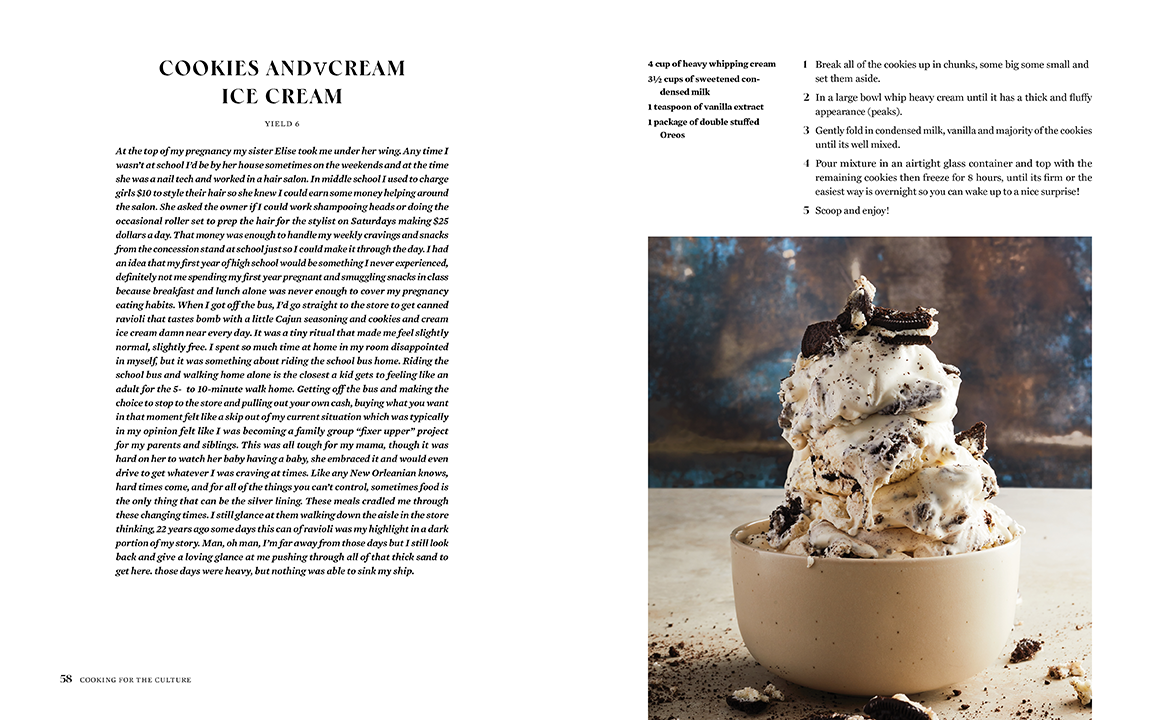 COOKIES ANDVCREAM
ICE CREAM
YIELD 6
At the top of my pregnancy my sister Elise took me under her wing. Any time I
wasn't at school I'd be by her house sometimes on the weekends and at the time
she was a nail tech and worked in a hair salon. In middle school I used to charge
girls $10 to style their hair so she knew I could earn some money helping around
the salon. She asked the owner if I could work shampooing heads or doing the
occasional roller set to prep the hair for the stylist on Saturdays making $25
dollars a day. That money was enough to handle my weekly cravings and snacks
from the concession stand at school just so I could make it through the day. I had
an idea that my first year of high school would be something I never experienced,
definitely not me spending my first year pregnant and smuggling snacks in class
because breakfast and lunch alone was never enough to cover my pregnancy
eating habits. When I got off the bus, I'd go straight to the store to get canned
ravioli that tastes bomb with a little Cajun seasoning and cookies and cream
ice cream damn near every day. It was a tiny ritual that made me feel slightly
normal, slightly free. I spent so much time at home in my room disappointed
in myself, but it was something about riding the school bus home. Riding the
school bus and walking home alone is the closest a kid gets to feeling like an
adult for the 5- to 10-minute walk home. Getting off the bus and making the
choice to stop to the store and pulling out your own cash, buying what you want
in that moment felt like a skip out of my current situation which was typically
in my opinion felt like I was becoming a family group “fixer upper” project
for my parents and siblings. This was all tough for my mama, though it was
hard on her to watch her baby having a baby, she embraced it and would even
drive to get whatever I was craving at times. Like any New Orleanian knows,
hard times come, and for all of the things you can't control, sometimes food is
the only thing that can be the silver lining. These meals cradled me through
these changing times. I still glance at them walking down the aisle in the store
thinking, 22 years ago some days this can of ravioli was my highlight in a dark
portion of my story. Man, oh man, I'm far away from those days but I still look
back and give a loving glance at me pushing through all of that thick sand to
get here. those days were heavy, but nothing was able to sink my ship.
58 COOKING FOR THE CULTURE
4 cup of heavy whipping cream
3½ cups of sweetened con-
densed milk
1 teaspoon of vanilla extract
1 package of double stuffed
Oreos
1 Break all of the cookies up in chunks, some big some small and
set them aside.
2 In a large bowl whip heavy cream until it has a thick and fluffy
appearance (peaks).
3 Gently fold in condensed milk, vanilla and majority of the cookies
until its well mixed.
4 Pour mixture in an airtight glass container and top with the
remaining cookies then freeze for 8 hours, until its firm or the
easiest way is overnight so you can wake up to a nice surprise!
5 Scoop and enjoy!